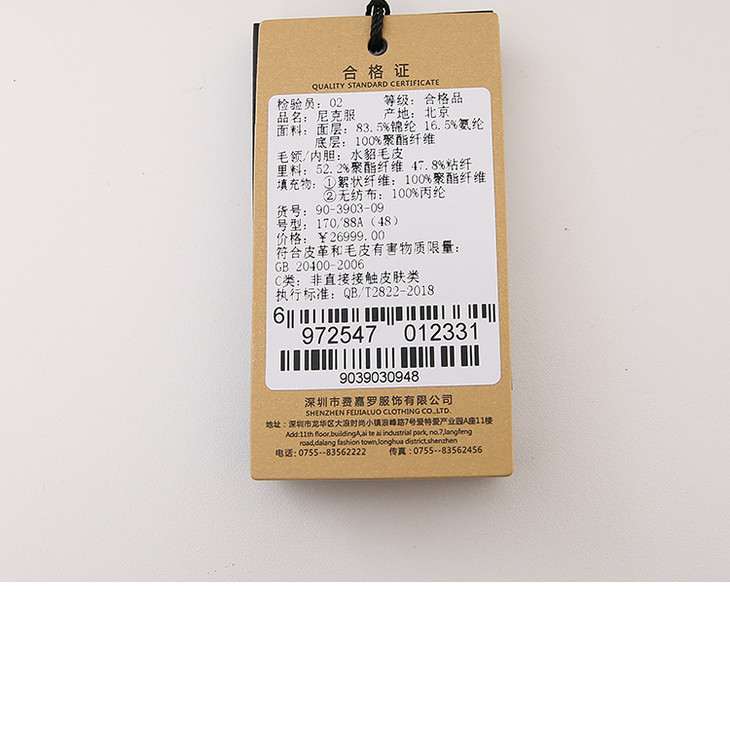 合格证
QUALITY STANDARD CERTIFICATE
检验员: 02 等级: 合格品
品名: 尼克服 产地: 北京
面料: 面层: 83.5%锦纶 16.5%氨纶
底层: 100%聚酯纤维
毛领/内胆: 水貂毛皮
里料: 52.2%聚酯纤维 47.8%粘纤
填充物: ①絮状纤维: 100%聚酯纤维
②无纺布: 100%丙纶
货号: 90-3903-09
号型: 170/88A (48)
价格: ￥26999.00
符合皮革和毛皮有害物质限量:
GB 20400-2006
C类: 非直接接触皮肤类
执行标准: QB/T2822-2018
6 972547 012331
9039030948
深圳市费嘉罗服饰有限公司
SHENZHEN FEIJIALUO CLOTHING CO.,LTD.
地址: 深圳市龙华区大浪时尚小镇浪峰路7号爱特爱产业园A座11楼
Add:11th floor,buildingA,ai te ai industrial park, no.7,langfeng
road,dalang fashion town,longhua district,shenzhen
电话: 0755--83562222 传真: 0755--83562456